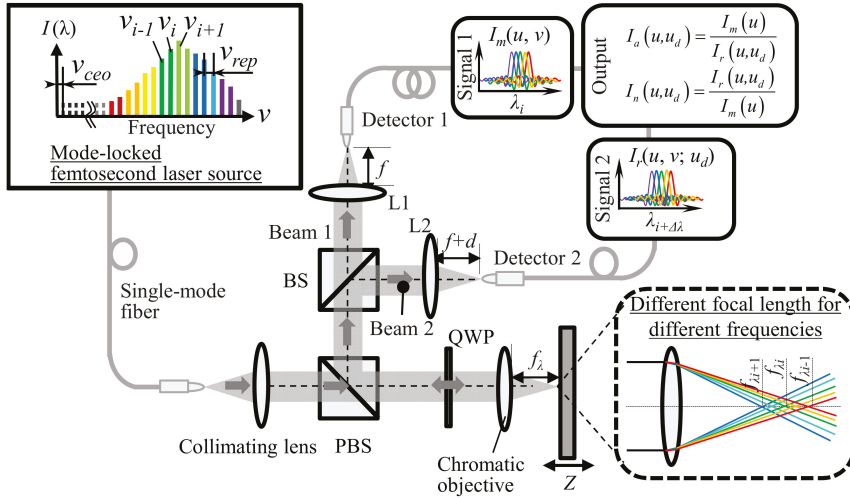 I(λ)
ν_{i-1} ν_i ν_{i+1}
ν_{ceo}
ν_{rep}
Frequency
ν
Mode-locked
femtosecond laser source
Single-mode
fiber
Collimating lens
PBS
BS
Beam 1
Beam 2
L1
L2
f
f+d
Detector 1
Detector 2
QWP
f_λ
Chromatic
objective
Z
Signal 1
I_m(u, v)
λ_i
Signal 2
I_r(u, v; u_d)
λ_{i+Δλ}
Output
I_a(u,u_d) = I_m(u) / I_r(u,u_d)
I_n(u,u_d) = I_r(u,u_d) / I_m(u)
Different focal length for
different frequencies
f_{λi+1}
f_{λi}
f_{λi-1}